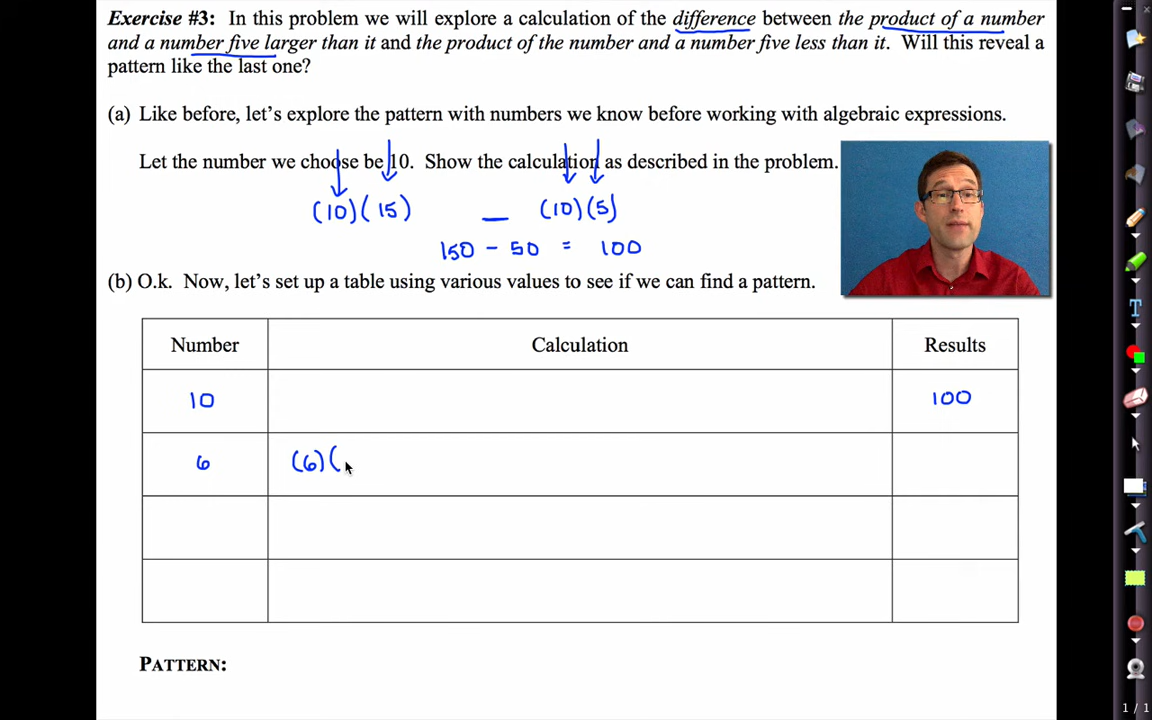 Exercise #3: In this problem we will explore a calculation of the difference between the product of a number
and a number five larger than it and the product of the number and a number five less than it. Will this reveal a
pattern like the last one?
(a) Like before, let's explore the pattern with numbers we know before working with algebraic expressions.
Let the number we choose be 10. Show the calculation as described in the problem.
(10)(15) – (10)(5)
150 - 50 = 100
(b) O.k. Now, let's set up a table using various values to see if we can find a pattern.
Number Calculation Results
10 100
6 (6)(
PATTERN:
T
1 / 1